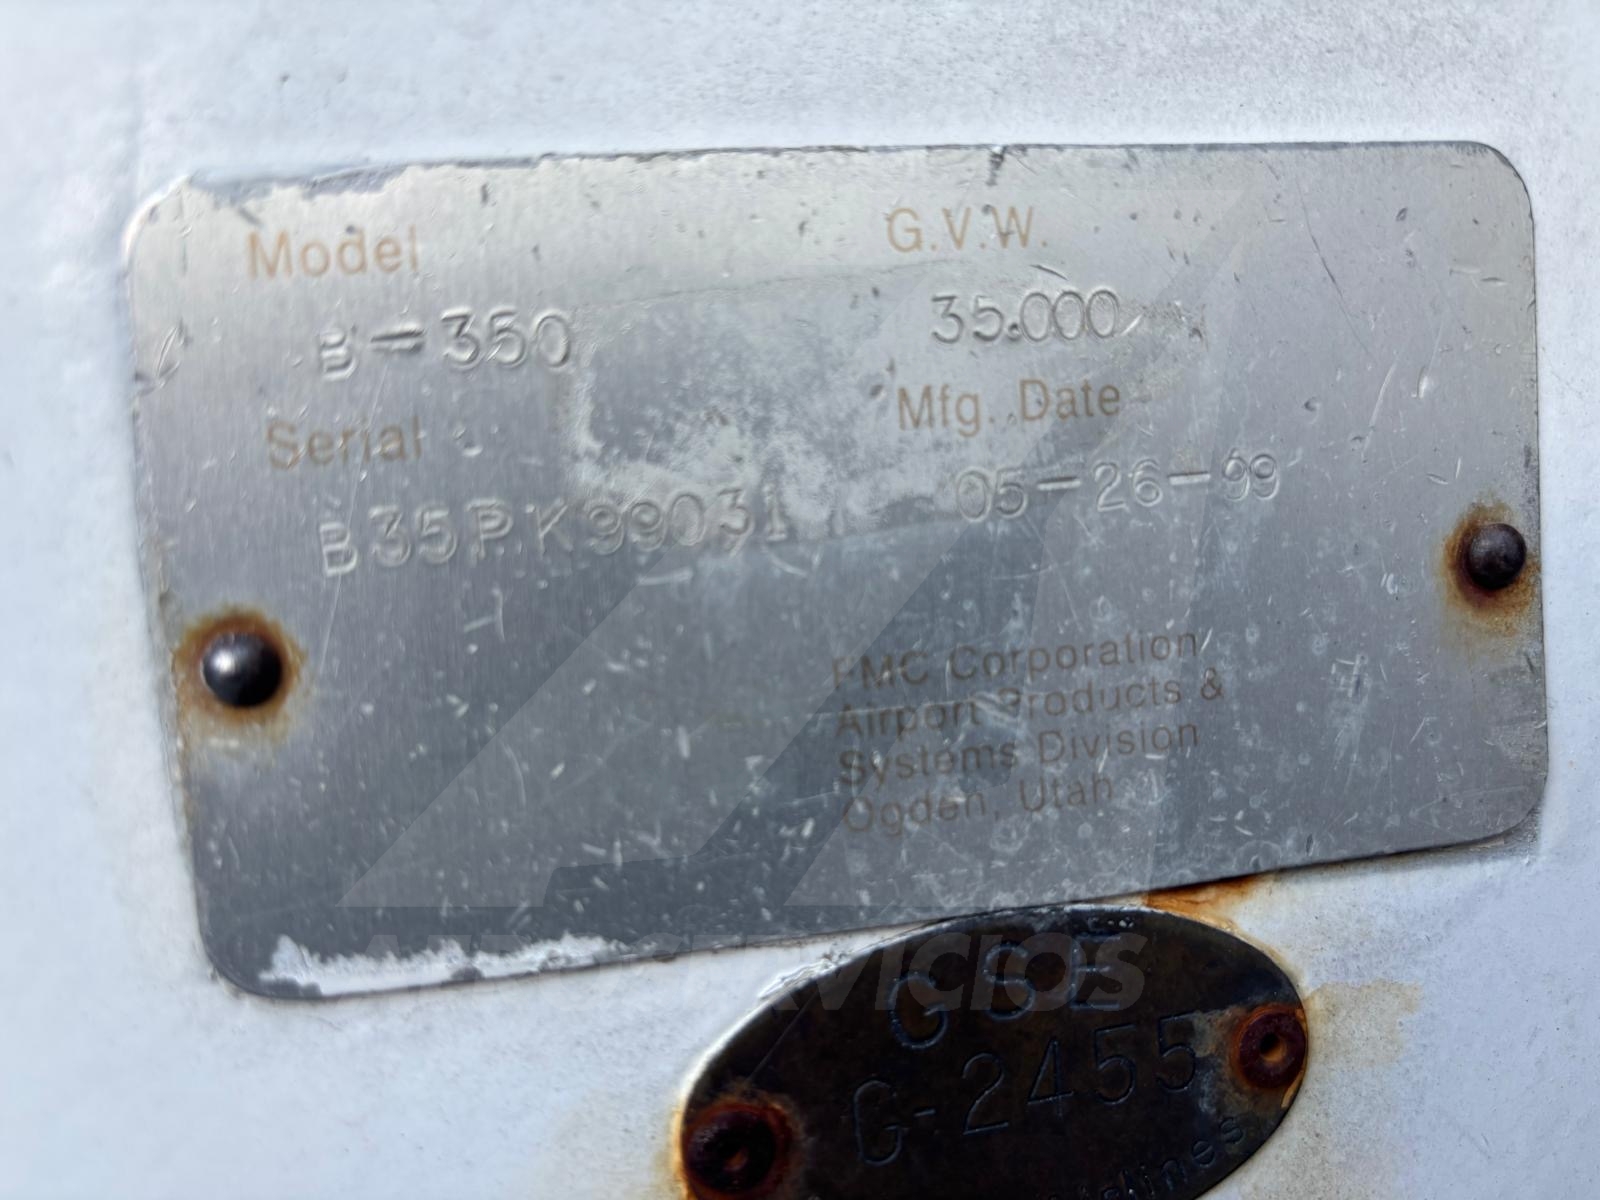 Model
G.V.W.
B-350
35.000
Serial
Mfg. Date
B35PK99031
05-26-99
FMC Corporation
Airport Products &
Systems Division
Ogden, Utah
AEROSERVICIOS
GSE
G-2455